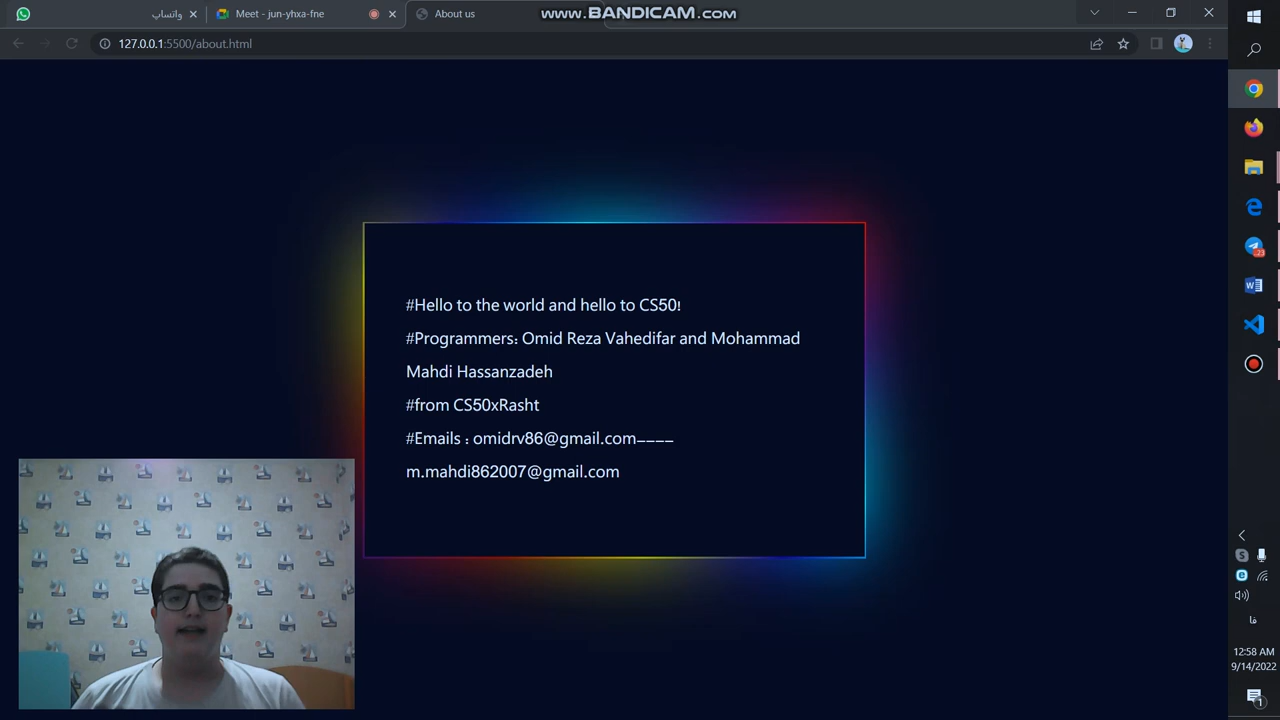 واتساپ
Meet - jun-yhxa-fne
About us
www.BANDICAM.com
127.0.0.1:5500/about.html
#Hello to the world and hello to CS50!
#Programmers: Omid Reza Vahedifar and Mohammad
Mahdi Hassanzadeh
#from CS50xRasht
#Emails : omidrv86@gmail.com----
m.mahdi862007@gmail.com
23
فا
12:58 AM
9/14/2022
1